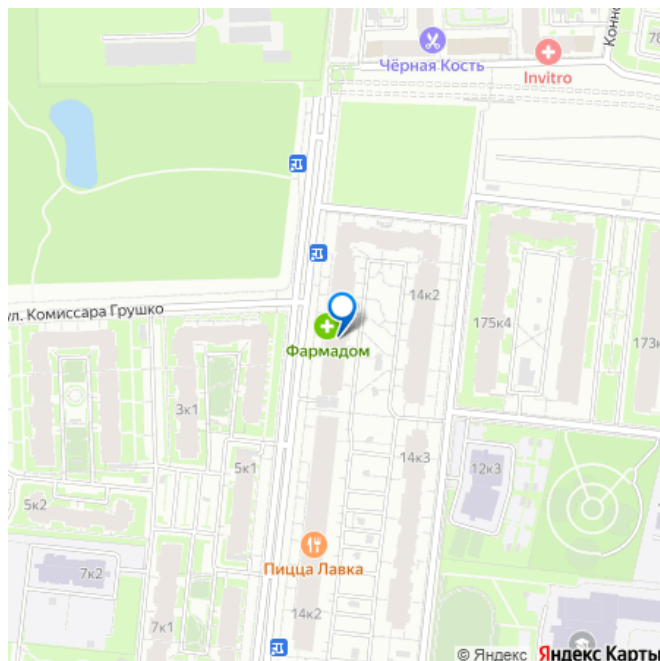 Конно
78
Чёрная Кость
Invitro
14к2
ул. Комиссара Грушко
175к4
173к
Фармадом
3к1
14к3
5к1
12к3
5к2
Пицца Лавка
7к2
14к2
7к1
© Яндекс Яндекс Карты